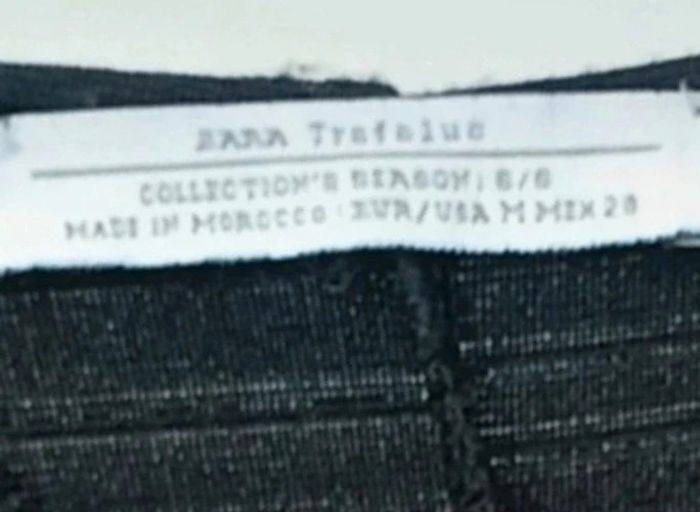 ZARA Trafaluc
COLLECTION'S SEASON: S/S
MADE IN MOROCCO EUR/USA M MEX 28